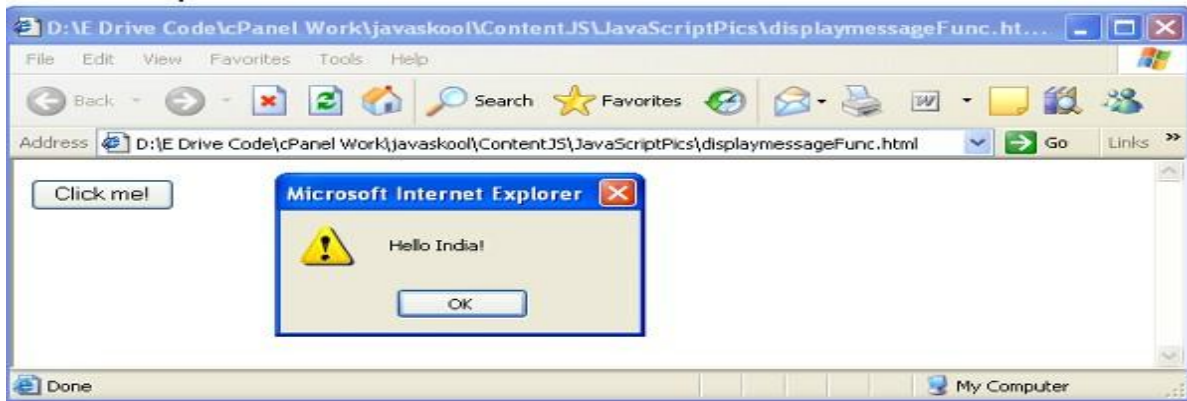 D:\E Drive Code\cPanel Work\javaskool\ContentJS\JavaScriptPics\displaymessageFunc.ht...
File Edit View Favorites Tools Help
Back Search Favorites
Address D:\E Drive Code\cPanel Work\javaskool\ContentJS\JavaScriptPics\displaymessageFunc.html Go Links »
Click me!
Microsoft Internet Explorer
Hello India!
OK
Done My Computer